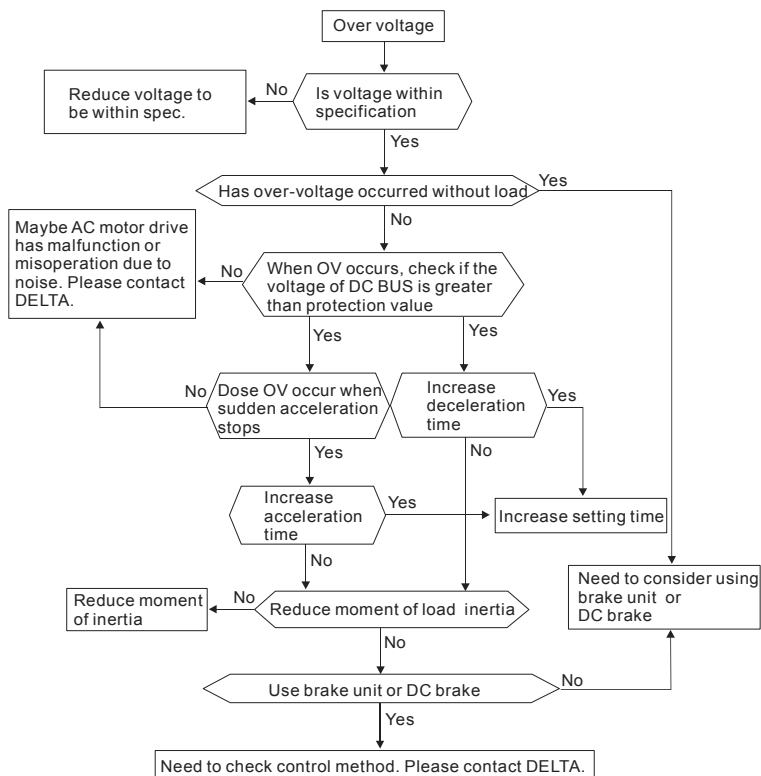 Over voltage
Reduce voltage to
be within spec.
No
Is voltage within
specification
Yes
Has over-voltage occurred without load
Yes
No
Maybe AC motor drive
has malfunction or
misoperation due to
noise. Please contact
DELTA.
No
When OV occurs, check if the
voltage of DC BUS is greater
than protection value
Yes
Yes
No
Dose OV occur when
sudden acceleration
stops
Increase
deceleration
time
Yes
Yes
No
Increase
acceleration
time
Yes
Increase setting time
No
Need to consider using
brake unit or
DC brake
Reduce moment
of inertia
No
Reduce moment of load inertia
No
Use brake unit or DC brake
No
Yes
Need to check control method. Please contact DELTA.